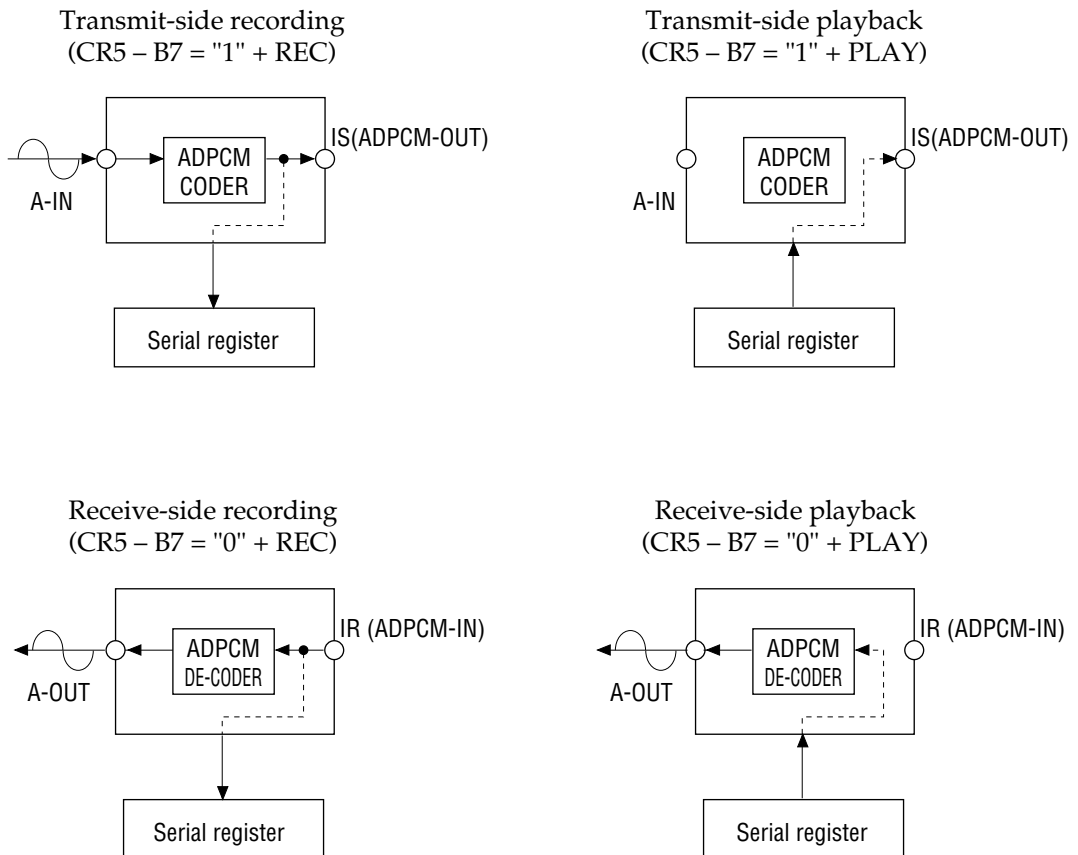 Transmit-side recording
(CR5 – B7 = "1" + REC)
A-IN
ADPCM
CODER
IS(ADPCM-OUT)
Serial register
Transmit-side playback
(CR5 – B7 = "1" + PLAY)
A-IN
ADPCM
CODER
IS(ADPCM-OUT)
Serial register
Receive-side recording
(CR5 – B7 = "0" + REC)
A-OUT
ADPCM
DE-CODER
IR (ADPCM-IN)
Serial register
Receive-side playback
(CR5 – B7 = "0" + PLAY)
A-OUT
ADPCM
DE-CODER
IR (ADPCM-IN)
Serial register